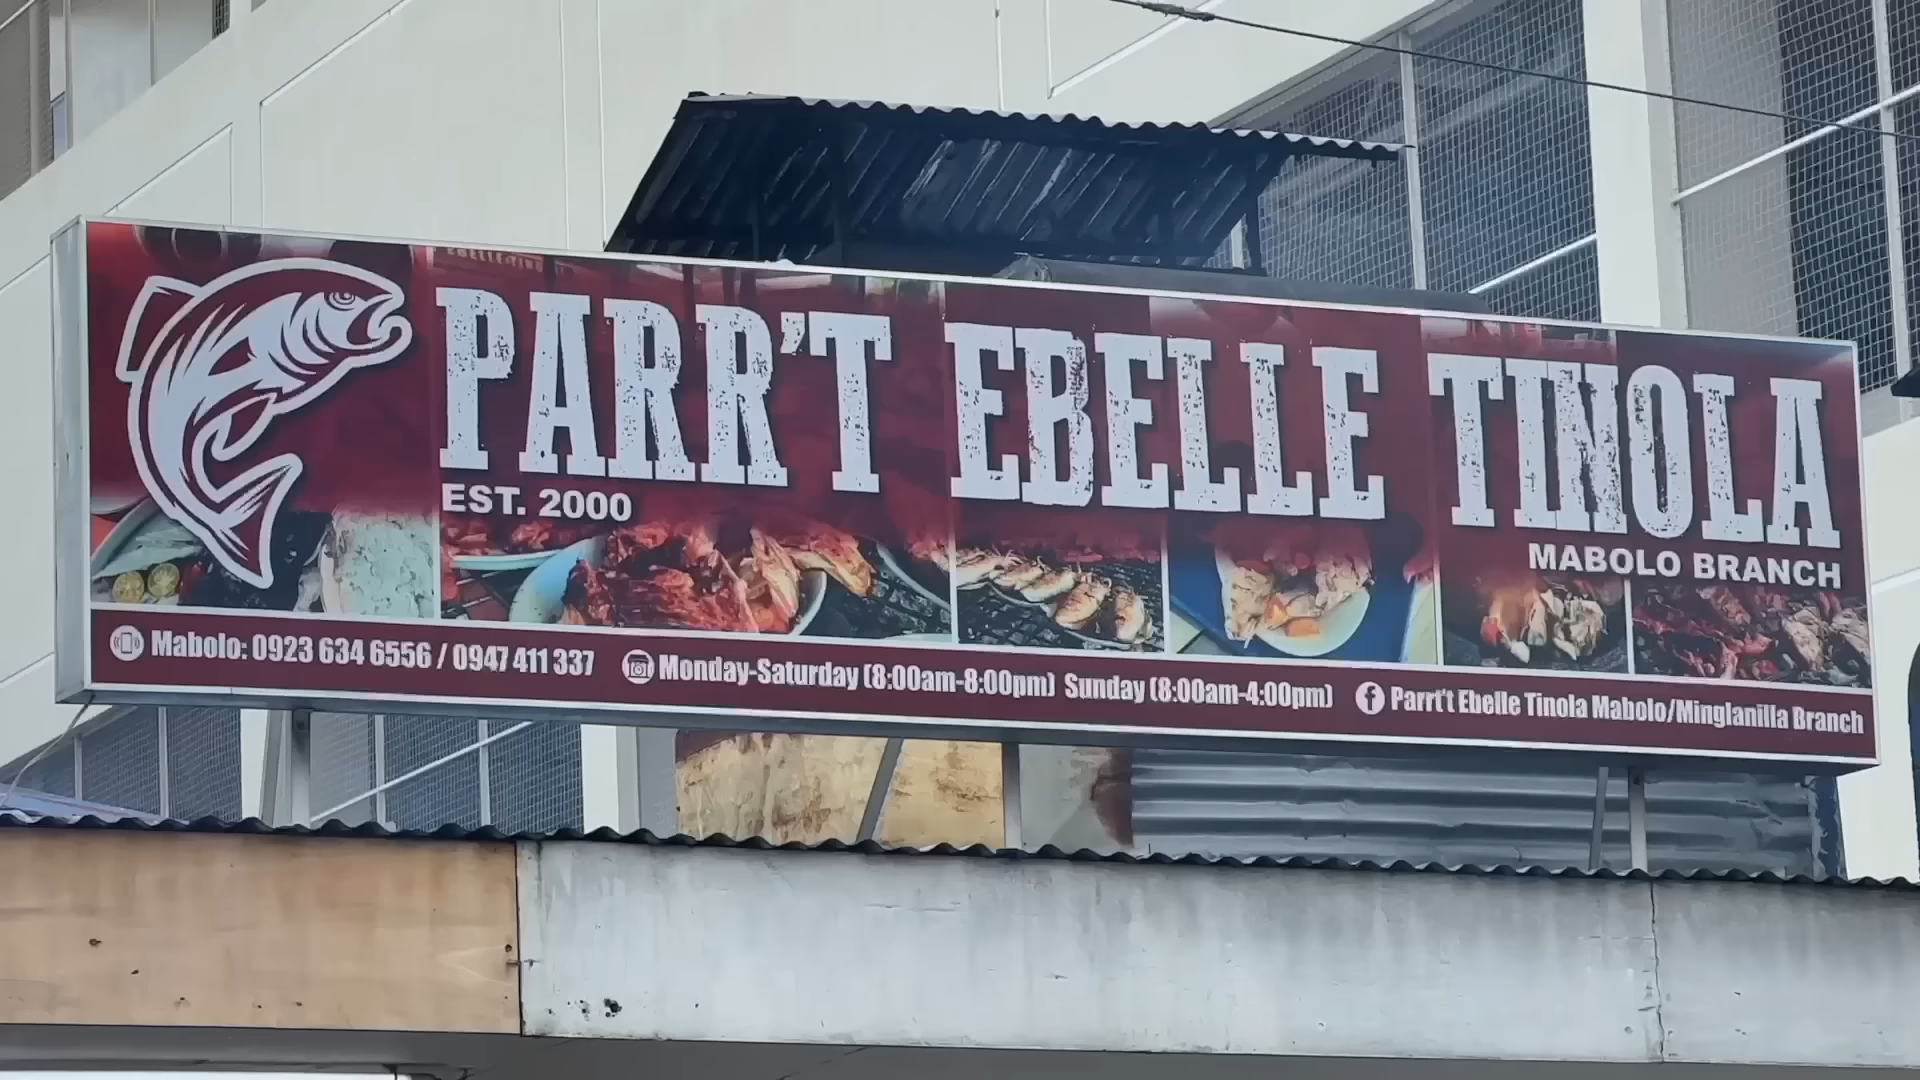 PARR'T EBELLE TINOLA
EST. 2000
MABOLO BRANCH
Mabolo: 0923 634 6556 / 0947 411 337
Monday-Saturday (8:00am-8:00pm) Sunday (8:00am-4:00pm)
Parrt't Ebelle Tinola Mabolo/Minglanilla Branch